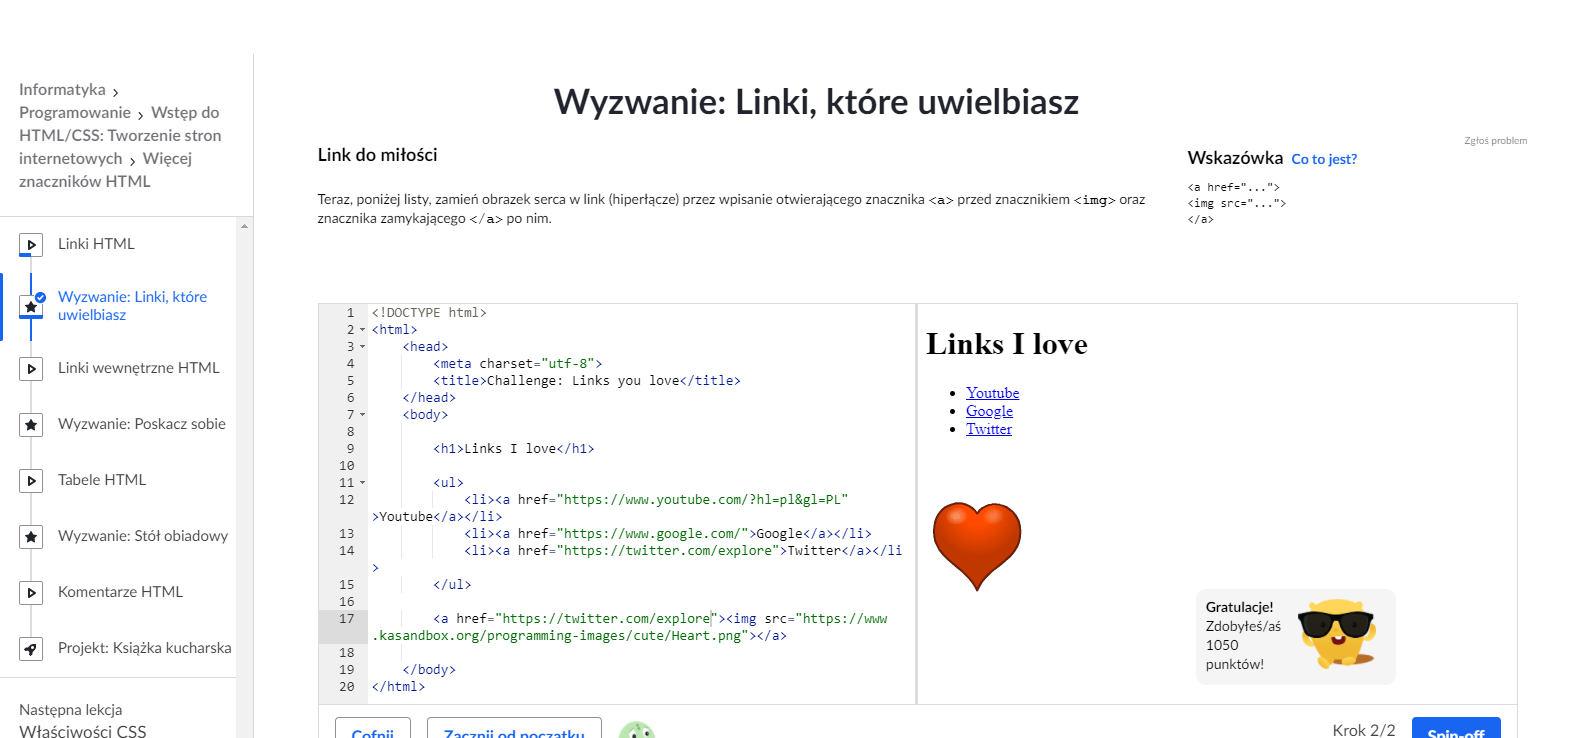 Informatyka >
Programowanie > Wstęp do
HTML/CSS: Tworzenie stron
internetowych > Więcej
znaczników HTML
Linki HTML
Wyzwanie: Linki, które
uwielbiasz
Linki wewnętrzne HTML
Wyzwanie: Poskacz sobie
Tabele HTML
Wyzwanie: Stół obiadowy
Komentarze HTML
Projekt: Książka kucharska
Następna lekcja
Właściwości CSS
Wyzwanie: Linki, które uwielbiasz
Zgłoś problem
Link do miłości
Teraz, poniżej listy, zamień obrazek serca w link (hiperłącze) przez wpisanie otwierającego znacznika <a> przed znacznikiem <img> oraz
znacznika zamykającego </a> po nim.
Wskazówka Co to jest?
<a href="...">
<img src="...">
</a>
1 <!DOCTYPE html>
2 <html>
3 <head>
4 <meta charset="utf-8">
5 <title>Challenge: Links you love</title>
6 </head>
7 <body>
8
9 <h1>Links I love</h1>
10
11 <ul>
12 <li><a href="https://www.youtube.com/?hl=pl&gl=PL"
>Youtube</a></li>
13 <li><a href="https://www.google.com/">Google</a></li>
14 <li><a href="https://twitter.com/explore">Twitter</a></li
>
15 </ul>
16
17 <a href="https://twitter.com/explore"><img src="https://www
.kasandbox.org/programming-images/cute/Heart.png"></a>
18
19 </body>
20 </html>
Links I love
Youtube
Google
Twitter
Gratulacje!
Zdobyłeś/aś
1050
punktów!
Cofnij
Zacznij od początku
Krok 2/2
Spin-off